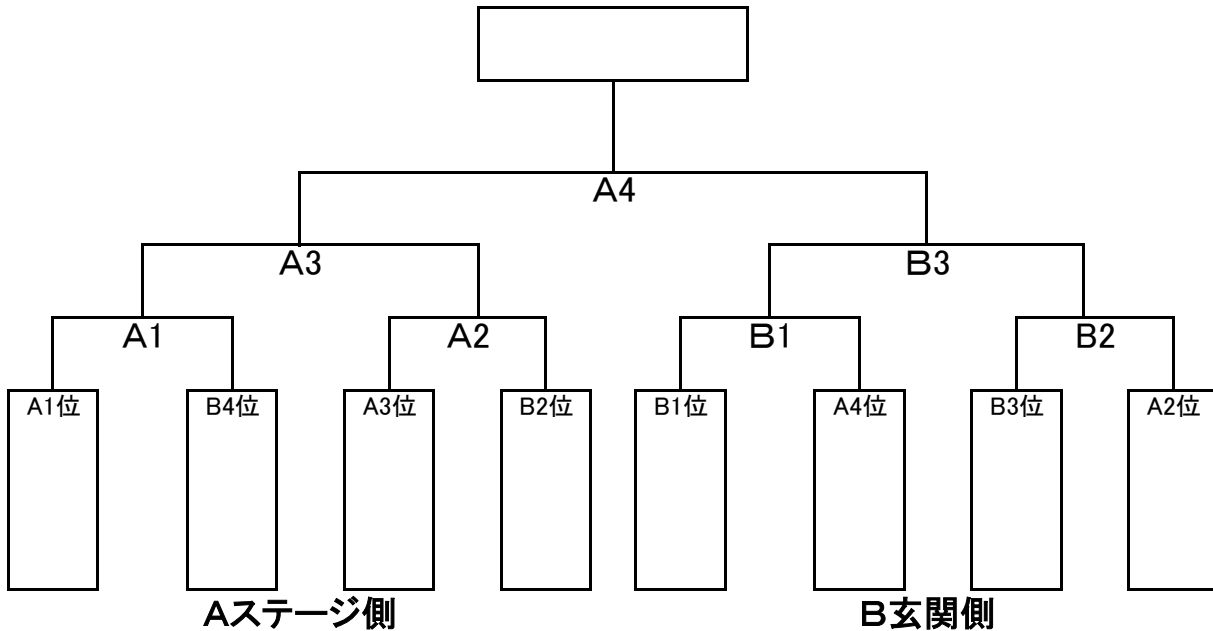 A4
A3
B3
A1
A2
B1
B2
A1位
B4位
A3位
B2位
B1位
A4位
B3位
A2位
Aステージ側
B玄関側